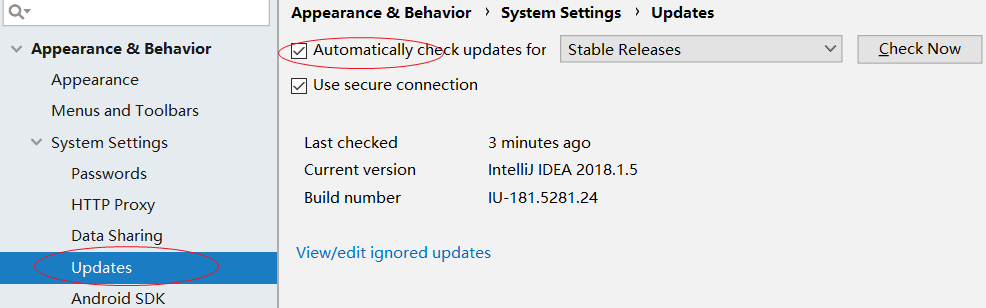 Appearance & Behavior
Appearance
Menus and Toolbars
System Settings
Passwords
HTTP Proxy
Data Sharing
Updates
Android SDK
Appearance & Behavior › System Settings › Updates
Automatically check updates for Stable Releases Check Now
Use secure connection
Last checked 3 minutes ago
Current version IntelliJ IDEA 2018.1.5
Build number IU-181.5281.24
View/edit ignored updates